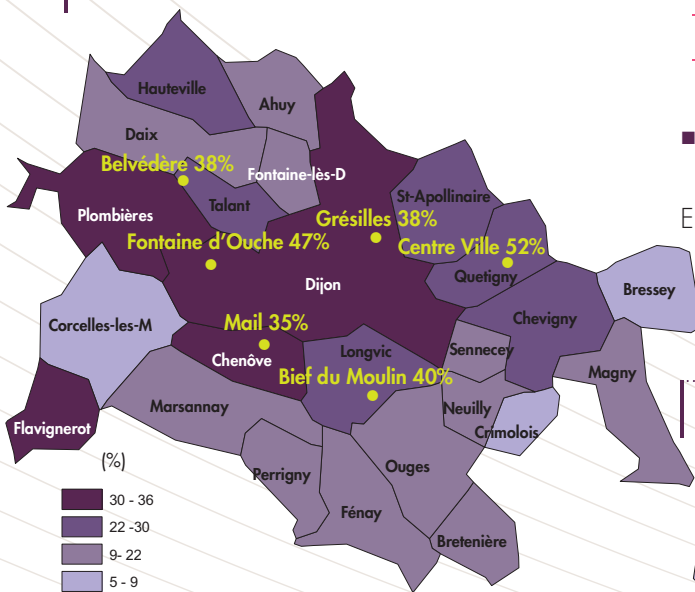 Hauteville
Ahuy
Daix
Belvédère 38%
Fontaine-lès-D
St-Apollinaire
Talant
Plombières
Grésilles 38%
Fontaine d'Ouche 47%
Centre Ville 52%
Quetigny
Dijon
Bressey
Corcelles-les-M
Mail 35%
Chevigny
Longvic
Sennecey
Chenôve
Bief du Moulin 40%
Magny
Marsannay
Neuilly
Flavignerot
Crimolois
(%)
Perrigny
Ouges
30 - 36
Fénay
22 -30
Bretenière
9- 22
5 - 9
E